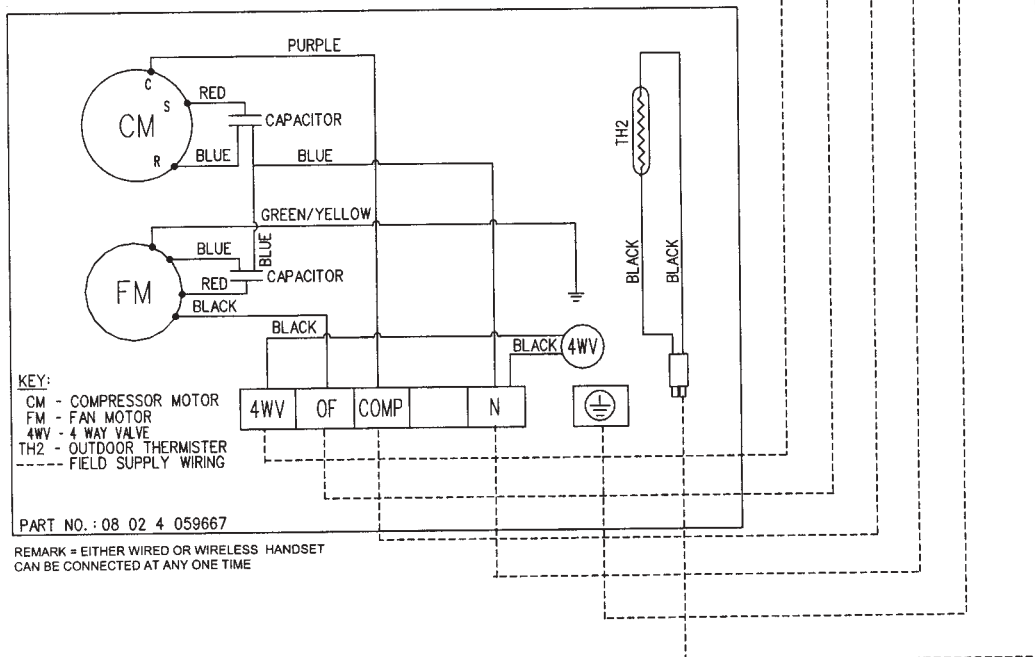 PURPLE
C
RED
S
CAPACITOR
CM
TH2
R
BLUE
BLUE
GREEN/YELLOW
BLUE
BLUE
BLACK
BLACK
RED
CAPACITOR
FM
BLACK
BLACK
BLACK
4WV
KEY:
CM - COMPRESSOR MOTOR
FM - FAN MOTOR
4WV - 4 WAY VALVE
TH2 - OUTDOOR THERMISTER
------ FIELD SUPPLY WIRING
4WV OF COMP N
PART NO. : 08 02 4 059667
REMARK = EITHER WIRED OR WIRELESS HANDSET
CAN BE CONNECTED AT ANY ONE TIME